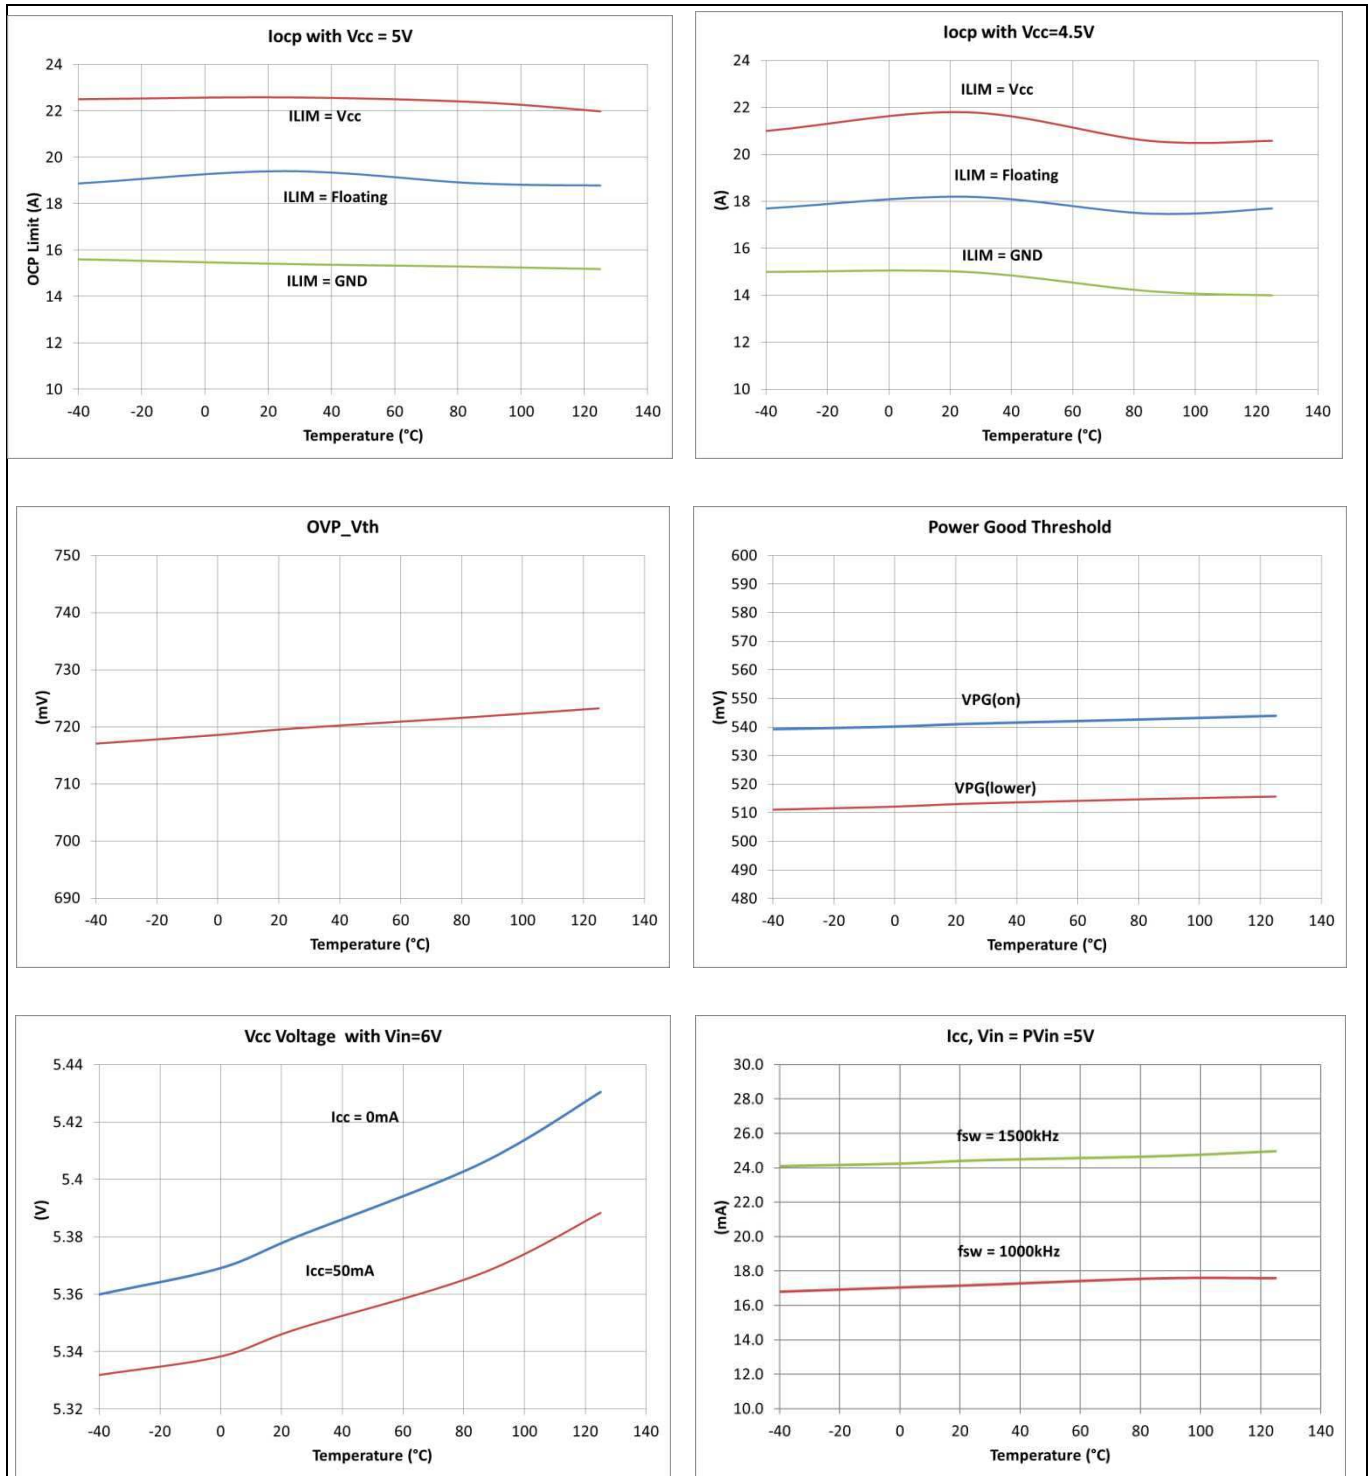 Iocp with Vcc = 5V
OCP Limit (A)
24
22
20
18
16
14
12
10
ILIM = Vcc
ILIM = Floating
ILIM = GND
-40 -20 0 20 40 60 80 100 120 140
Temperature (°C)
Iocp with Vcc=4.5V
(A)
24
22
20
18
16
14
12
10
ILIM = Vcc
ILIM = Floating
ILIM = GND
-40 -20 0 20 40 60 80 100 120 140
Temperature (°C)
OVP_Vth
(mV)
750
740
730
720
710
700
690
-40 -20 0 20 40 60 80 100 120 140
Temperature (°C)
Power Good Threshold
(mV)
600
590
580
570
560
550
540
530
520
510
500
490
480
VPG(on)
VPG(lower)
-40 -20 0 20 40 60 80 100 120 140
Temperature (°C)
Vcc Voltage with Vin=6V
(V)
5.44
5.42
5.4
5.38
5.36
5.34
5.32
Icc = 0mA
Icc=50mA
-40 -20 0 20 40 60 80 100 120 140
Temperature (°C)
Icc, Vin = PVin =5V
(mA)
30.0
28.0
26.0
24.0
22.0
20.0
18.0
16.0
14.0
12.0
10.0
fsw = 1500kHz
fsw = 1000kHz
-40 -20 0 20 40 60 80 100 120 140
Temperature (°C)